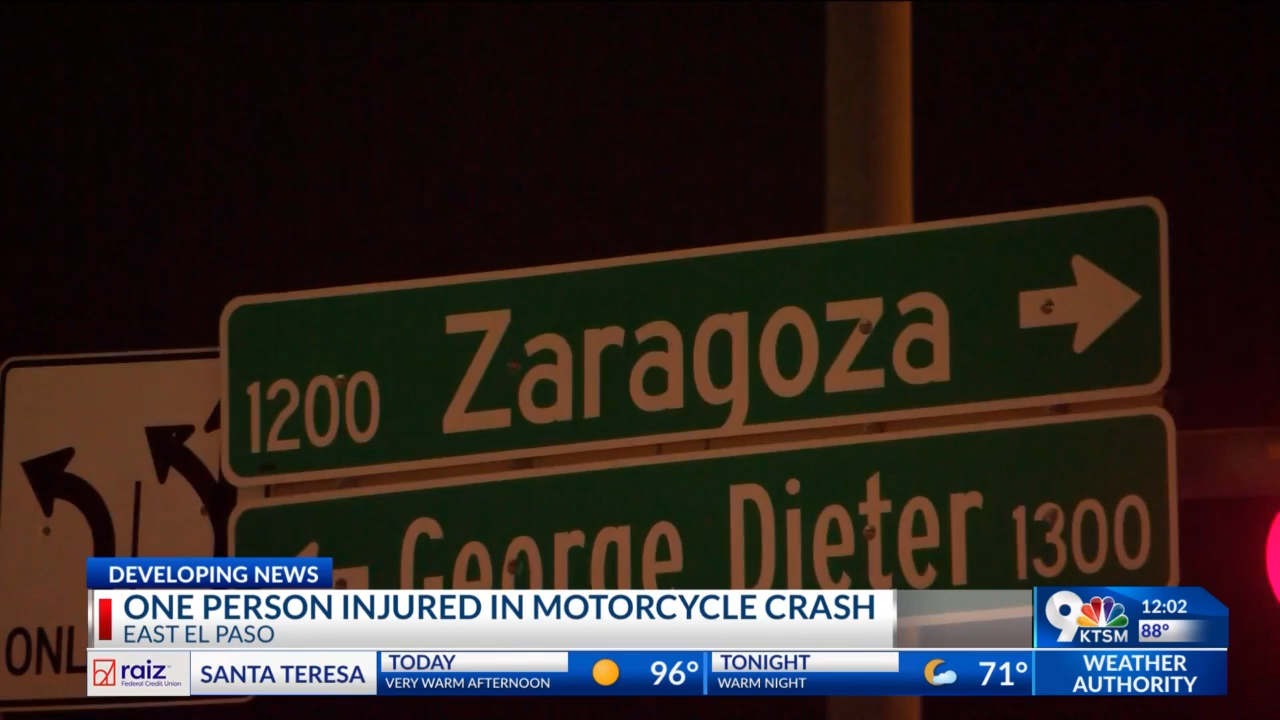 1200 Zaragoza
George Dieter 1300
ONL
DEVELOPING NEWS
ONE PERSON INJURED IN MOTORCYCLE CRASH
EAST EL PASO
9 KTSM
12:02
88°
raiz
Federal Credit Union
SANTA TERESA
TODAY
VERY WARM AFTERNOON
96°
TONIGHT
WARM NIGHT
71°
WEATHER
AUTHORITY